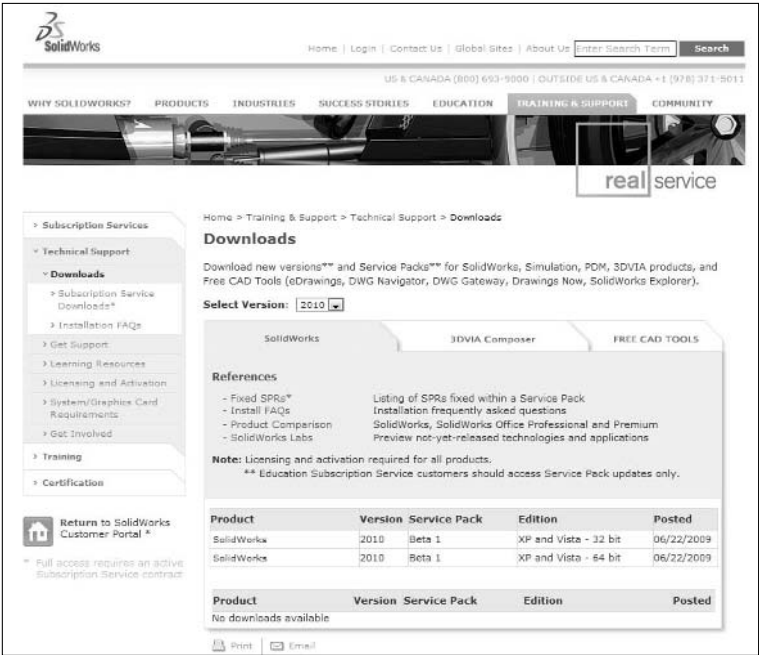 SolidWorks
Home | Login | Contact Us | Global Sites | About Us Enter Search Term Search
US & CANADA (800) 693-9000 | OUTSIDE US & CANADA +1 (978) 371-5011
WHY SOLIDWORKS? PRODUCTS INDUSTRIES SUCCESS STORIES EDUCATION TRAINING & SUPPORT COMMUNITY
real service
> Subscription Services
Technical Support
Downloads
> Subscription Service
Downloads*
> Installation FAQs
> Get Support
> Learning Resources
> Licensing and Activation
> System/Graphics Card
Requirements
> Get Involved
> Training
> Certification
Return to SolidWorks
Customer Portal *
* Full access requires an active
Subscription Service contract
Home > Training & Support > Technical Support > Downloads
Downloads
Download new versions** and Service Packs** for SolidWorks, Simulation, PDM, 3DVIA products, and
Free CAD Tools (eDrawings, DWG Navigator, DWG Gateway, Drawings Now, SolidWorks Explorer).
Select Version: 2010
SolidWorks 3DVIA Composer FREE CAD TOOLS
References
- Fixed SPRs* Listing of SPRs fixed within a Service Pack
- Install FAQs Installation frequently asked questions
- Product Comparison SolidWorks, SolidWorks Office Professional and Premium
- SolidWorks Labs Preview not-yet-released technologies and applications
Note: Licensing and activation required for all products.
** Education Subscription Service customers should access Service Pack updates only.
Product Version Service Pack Edition Posted
SolidWorks 2010 Beta 1 XP and Vista - 32 bit 06/22/2009
SolidWorks 2010 Beta 1 XP and Vista - 64 bit 06/22/2009
Product Version Service Pack Edition Posted
No downloads available
Print | Email